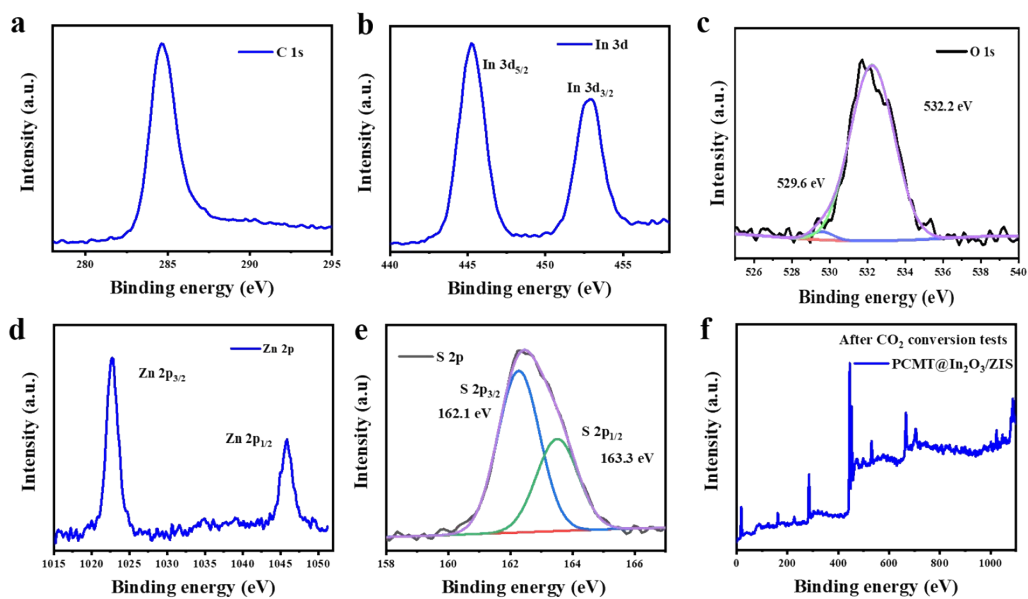 a
C 1s
Intensity (a.u.)
280 285 290 295
Binding energy (eV)
b
In 3d
In 3d5/2
In 3d3/2
Intensity (a.u.)
440 445 450 455
Binding energy (eV)
c
O 1s
532.2 eV
529.6 eV
Intensity (a.u.)
526 528 530 532 534 536 538 540
Binding energy (eV)
d
Zn 2p
Zn 2p3/2
Zn 2p1/2
Intensity (a.u.)
1015 1020 1025 1030 1035 1040 1045 1050
Binding energy (eV)
e
S 2p
S 2p3/2
162.1 eV
S 2p1/2
163.3 eV
Intensity (a.u.)
158 160 162 164 166
Binding energy (eV)
f
After CO2 conversion tests
PCMT@In2O3/ZIS
Intensity (a.u.)
0 200 400 600 800 1000
Binding energy (eV)